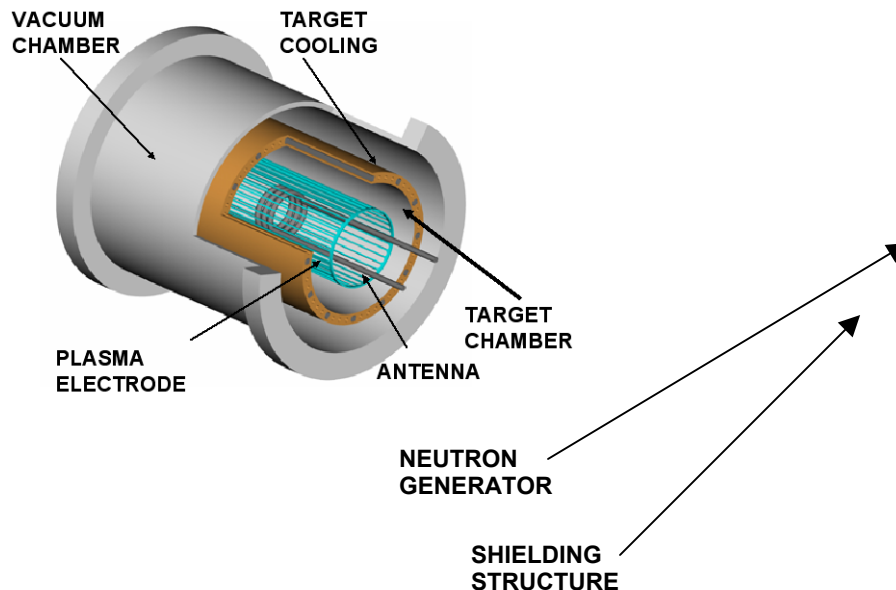 VACUUM
CHAMBER
TARGET
COOLING
TARGET
CHAMBER
PLASMA
ELECTRODE
ANTENNA
NEUTRON
GENERATOR
SHIELDING
STRUCTURE